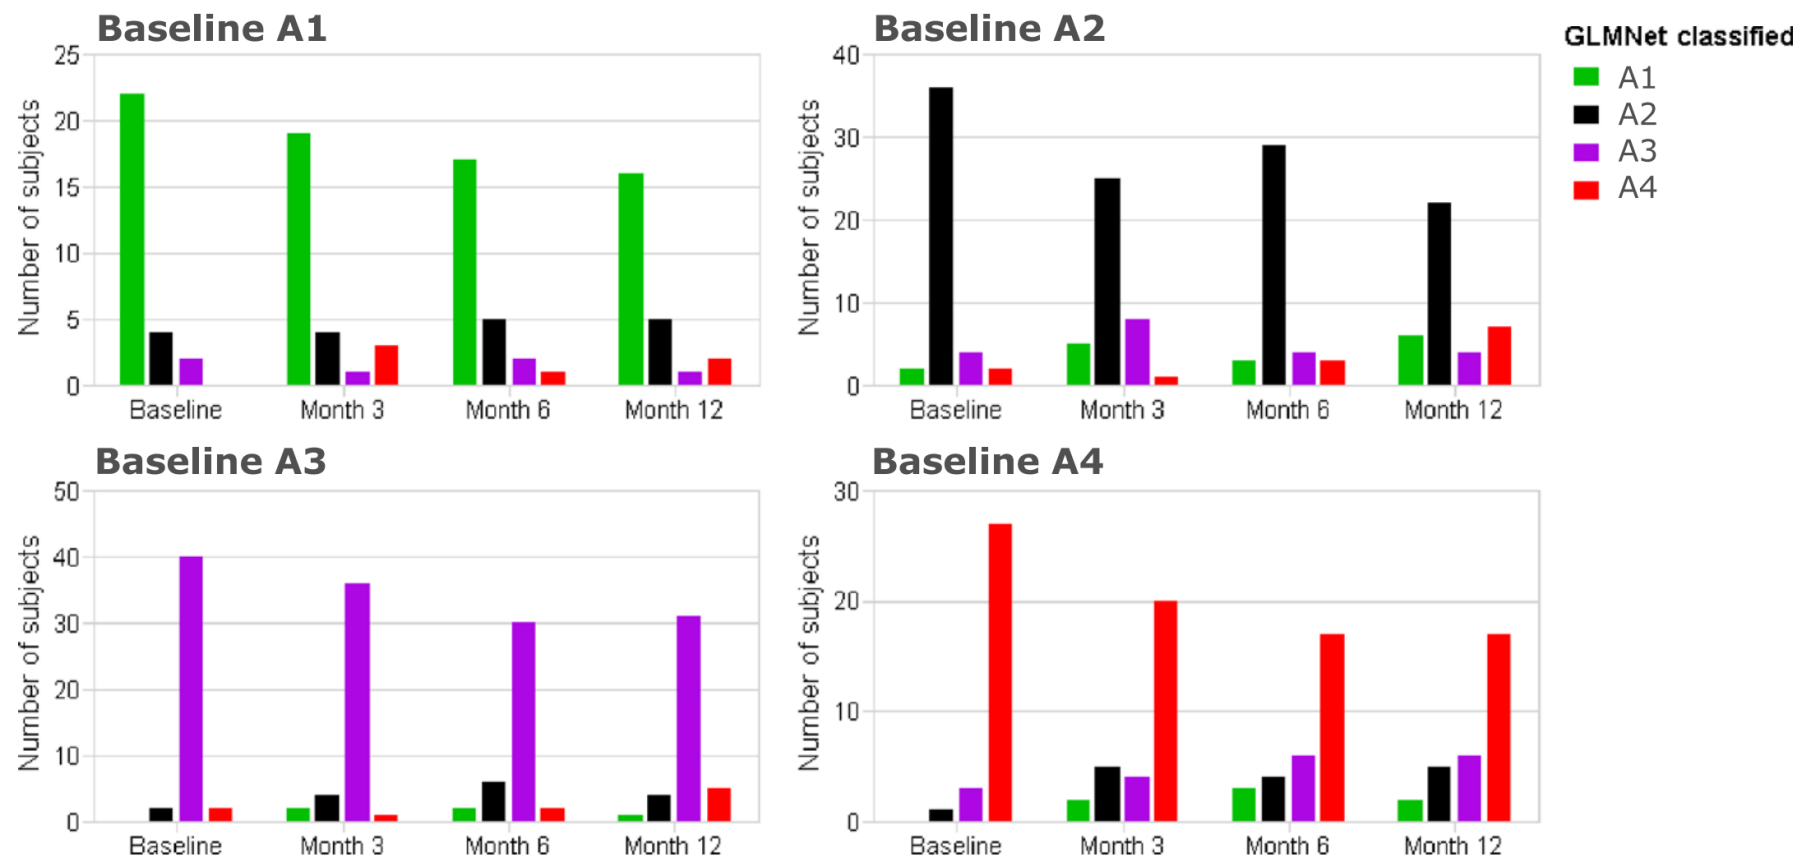 Baseline A1
25
20
15
10
5
0
Number of subjects
Baseline Month 3 Month 6 Month 12
Baseline A2
40
30
20
10
0
Number of subjects
Baseline Month 3 Month 6 Month 12
GLMNet classified
A1
A2
A3
A4
Baseline A3
50
40
30
20
10
0
Number of subjects
Baseline Month 3 Month 6 Month 12
Baseline A4
30
20
10
0
Number of subjects
Baseline Month 3 Month 6 Month 12